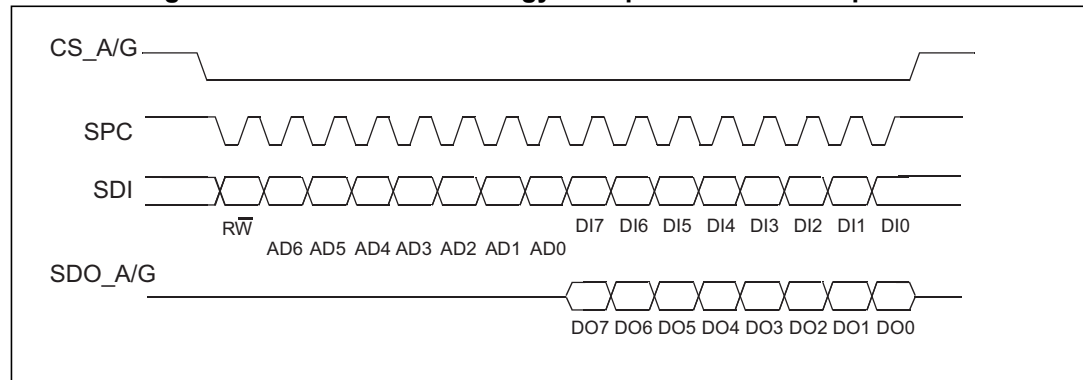 CS_A/G
SPC
SDI
RW̅
DI7 DI6 DI5 DI4 DI3 DI2 DI1 DI0
AD6 AD5 AD4 AD3 AD2 AD1 AD0
SDO_A/G
DO7 DO6 DO5 DO4 DO3 DO2 DO1 DO0